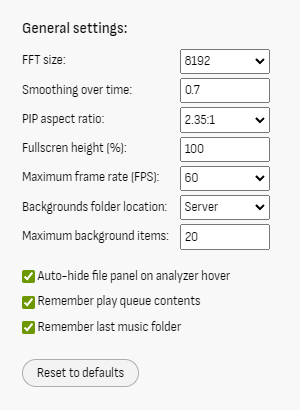 General settings:
FFT size: 8192
Smoothing over time: 0.7
PIP aspect ratio: 2.35:1
Fullscren height (%): 100
Maximum frame rate (FPS): 60
Backgrounds folder location: Server
Maximum background items: 20
Auto-hide file panel on analyzer hover
Remember play queue contents
Remember last music folder
Reset to defaults